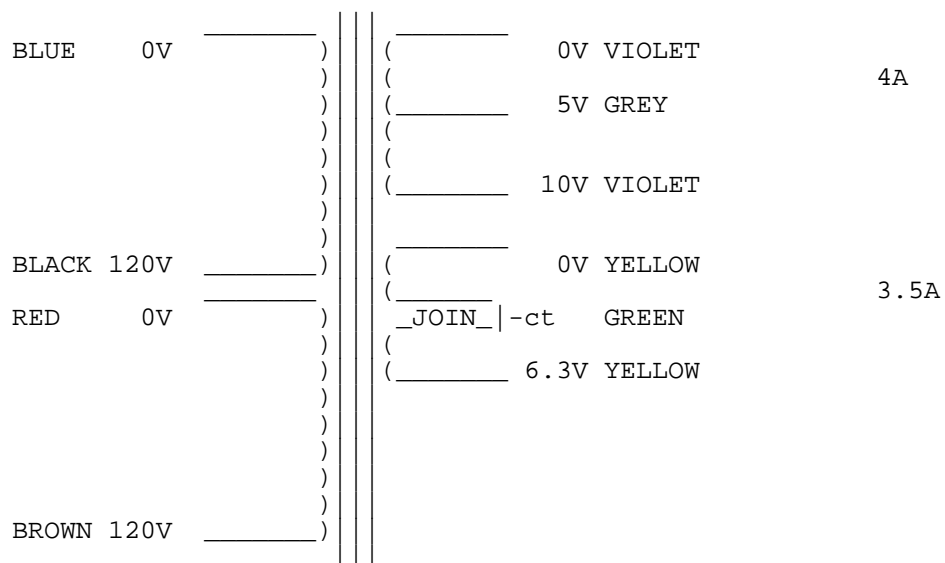 BLUE 0V 0V VIOLET
4A
5V GREY
10V VIOLET
BLACK 120V 0V YELLOW
3.5A
RED 0V _JOIN_|-ct GREEN
6.3V YELLOW
BROWN 120V